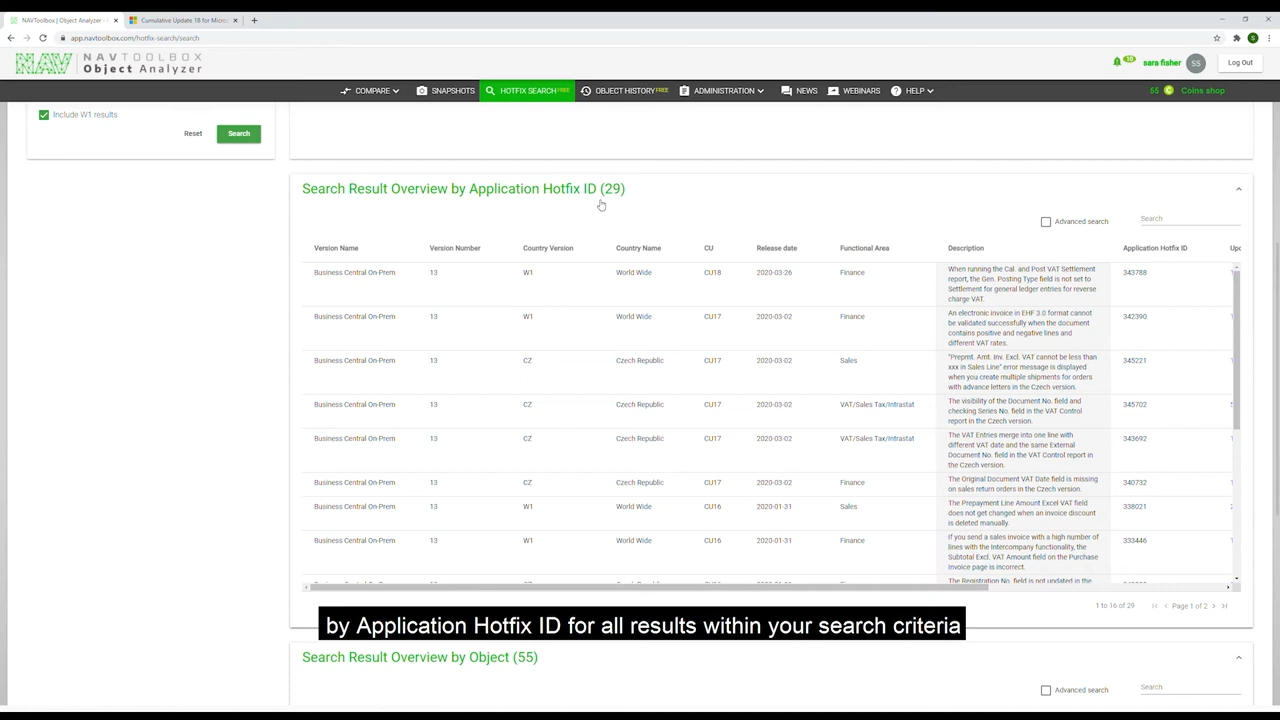 NAVToolbox | Object Analyzer -
Cumulative Update 18 for Micros
app.navtoolbox.com/hotfix-search/search
NAV NAVTOOLBOX
Object Analyzer
10
sara fisher
SS
Log Out
COMPARE
SNAPSHOTS
HOTFIX SEARCH FREE
OBJECT HISTORY FREE
ADMINISTRATION
NEWS
WEBINARS
HELP
55 C Coins shop
Include W1 results
Reset
Search
Search Result Overview by Application Hotfix ID (29)
Advanced search
Search
Version Name Version Number Country Version Country Name CU Release date Functional Area Description Application Hotfix ID
Business Central On-Prem 13 W1 World Wide CU18 2020-03-26 Finance When running the Cal. and Post VAT Settlement 343788
report, the Gen. Posting Type field is not set to
Settlement for general ledger entries for reverse
charge VAT.
Business Central On-Prem 13 W1 World Wide CU17 2020-03-02 Finance An electronic invoice in EHF 3.0 format cannot 342390
be validated successfully when the document
contains positive and negative lines and
different VAT rates.
Business Central On-Prem 13 CZ Czech Republic CU17 2020-03-02 Sales "Prepmt. Amt. Inv. Excl. VAT cannot be less than 345221
xxx in Sales Line" error message is displayed
when you create multiple shipments for orders
with advance letters in the Czech version.
Business Central On-Prem 13 CZ Czech Republic CU17 2020-03-02 VAT/Sales Tax/Intrastat The visibility of the Document No. field and 345702
checking Series No. field in the VAT Control
report in the Czech version.
Business Central On-Prem 13 CZ Czech Republic CU17 2020-03-02 VAT/Sales Tax/Intrastat The VAT Entries merge into one line with 343692
different VAT date and the same External
Document No. field in the VAT Control report in
the Czech version.
Business Central On-Prem 13 CZ Czech Republic CU17 2020-03-02 Finance The Original Document VAT Date field is missing 340732
on sales return orders in the Czech version.
Business Central On-Prem 13 W1 World Wide CU16 2020-01-31 Sales The Prepayment Line Amount Excel VAT field 338021
does not get changed when an invoice discount
is deleted manually.
Business Central On-Prem 13 W1 World Wide CU16 2020-01-31 Finance If you send a sales invoice with a high number of 333446
lines with the Intercompany functionality, the
Subtotal Excl. VAT Amount field on the Purchase
Invoice page is incorrect.
The Registration No. field is not updated in the
1 to 16 of 29 Page 1 of 2
by Application Hotfix ID for all results within your search criteria
Search Result Overview by Object (55)
Advanced search
Search